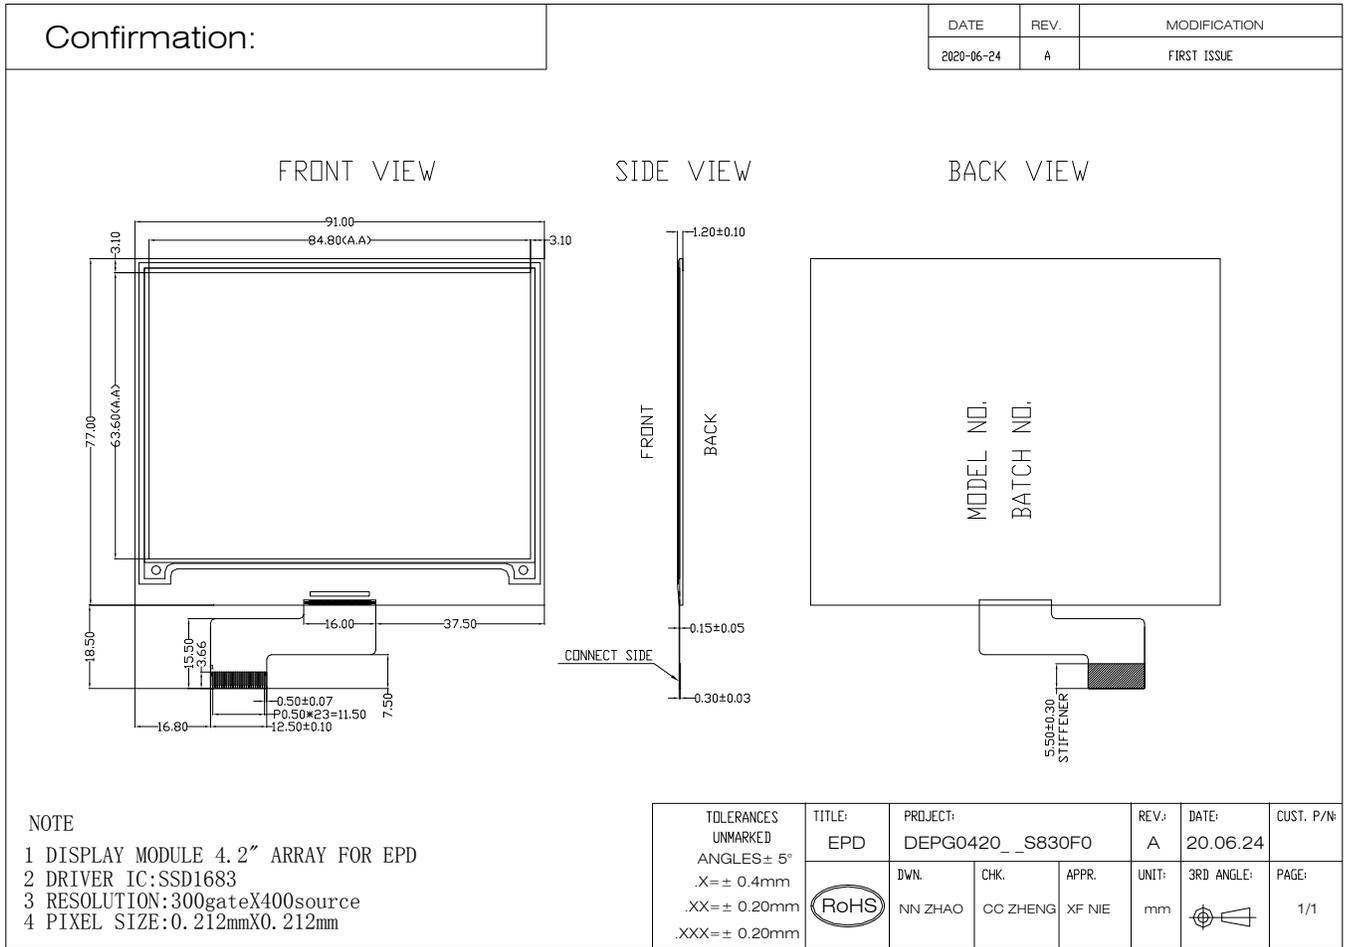 Confirmation:
DATE REV. MODIFICATION
2020-06-24 A FIRST ISSUE
FRONT VIEW SIDE VIEW BACK VIEW
91.00
84.80(A.A)
3.10
3.10
1.20±0.10
77.00
63.60(A.A)
FRONT
BACK
MODEL NO.
BATCH NO.
16.00
37.50
0.15±0.05
18.50
15.50
3.66
CONNECT SIDE
0.50±0.07
P0.50*23=11.50
7.50
0.30±0.03
16.80
12.50±0.10
5.50±0.30
STIFFENER
NOTE
1 DISPLAY MODULE 4.2″ ARRAY FOR EPD
2 DRIVER IC:SSD1683
3 RESOLUTION:300gateX400source
4 PIXEL SIZE:0.212mmX0.212mm
TOLERANCES
UNMARKED
ANGLES± 5°
.X=± 0.4mm
.XX=± 0.20mm
.XXX=± 0.20mm
TITLE:
EPD
PROJECT:
DEPG0420_ _S830F0
REV.:
A
DATE:
20.06.24
CUST. P/N:
RoHS
DWN.
NN ZHAO
CHK.
CC ZHENG
APPR.
XF NIE
UNIT:
mm
3RD ANGLE:
PAGE:
1/1